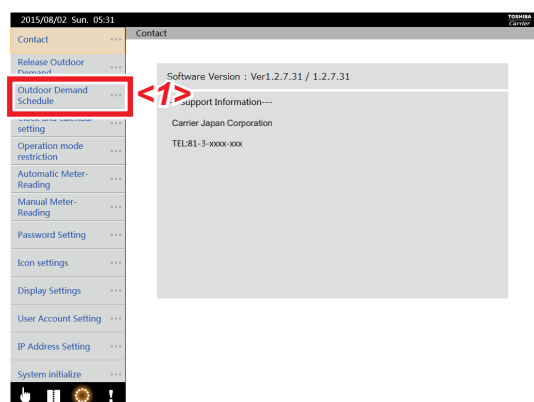 2015/08/02 Sun. 05:31
TOSHIBA
Carrier
Contact
Contact
Release Outdoor
Demand
Outdoor Demand
Schedule
<1>
Clock and calendar
setting
Operation mode
restriction
Automatic Meter-
Reading
Manual Meter-
Reading
Password Setting
Icon settings
Display Settings
User Account Setting
IP Address Setting
System initialize
Software Version : Ver1.2.7.31 / 1.2.7.31
Support Information---
Carrier Japan Corporation
TEL:81-3-xxxx-xxx